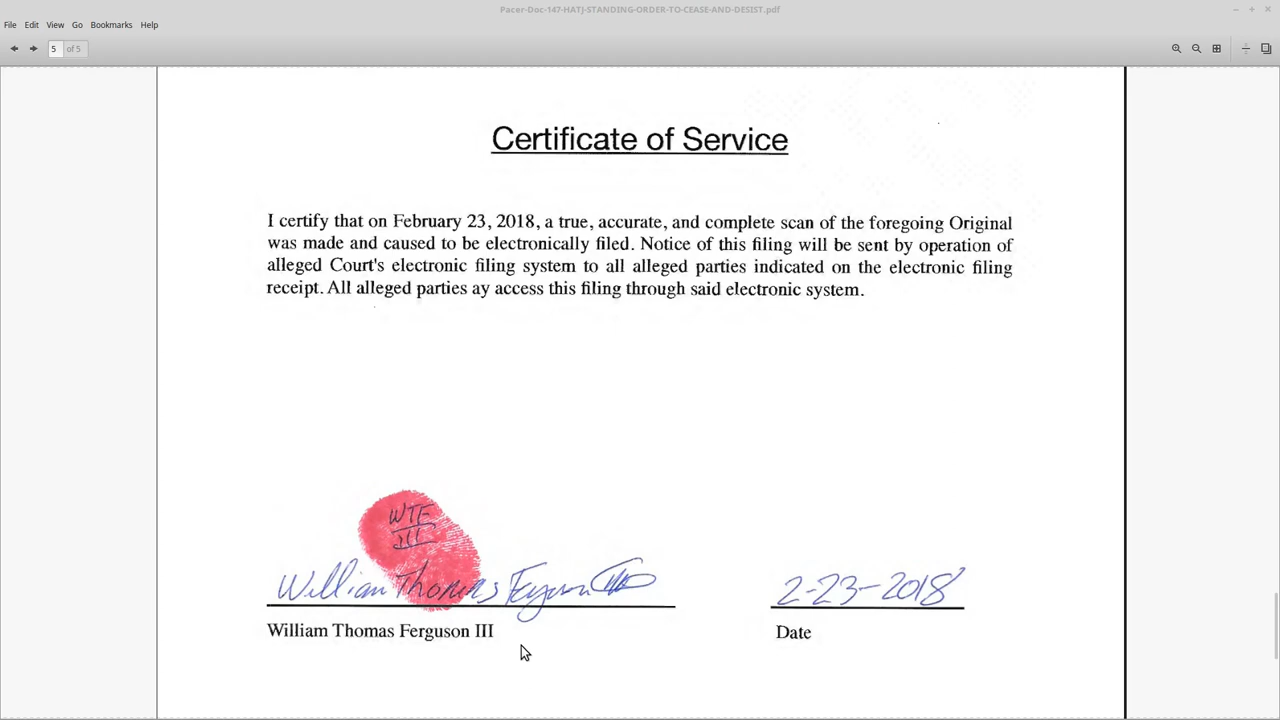 Pacer-Doc-147-HATJ-STANDING-ORDER-TO-CEASE-AND-DESIST.pdf
File Edit View Go Bookmarks Help
5 of 5
Certificate of Service
I certify that on February 23, 2018, a true, accurate, and complete scan of the foregoing Original
was made and caused to be electronically filed. Notice of this filing will be sent by operation of
alleged Court's electronic filing system to all alleged parties indicated on the electronic filing
receipt. All alleged parties ay access this filing through said electronic system.
WTF
III
William Thomas Ferguson III 2-23-2018
William Thomas Ferguson III Date